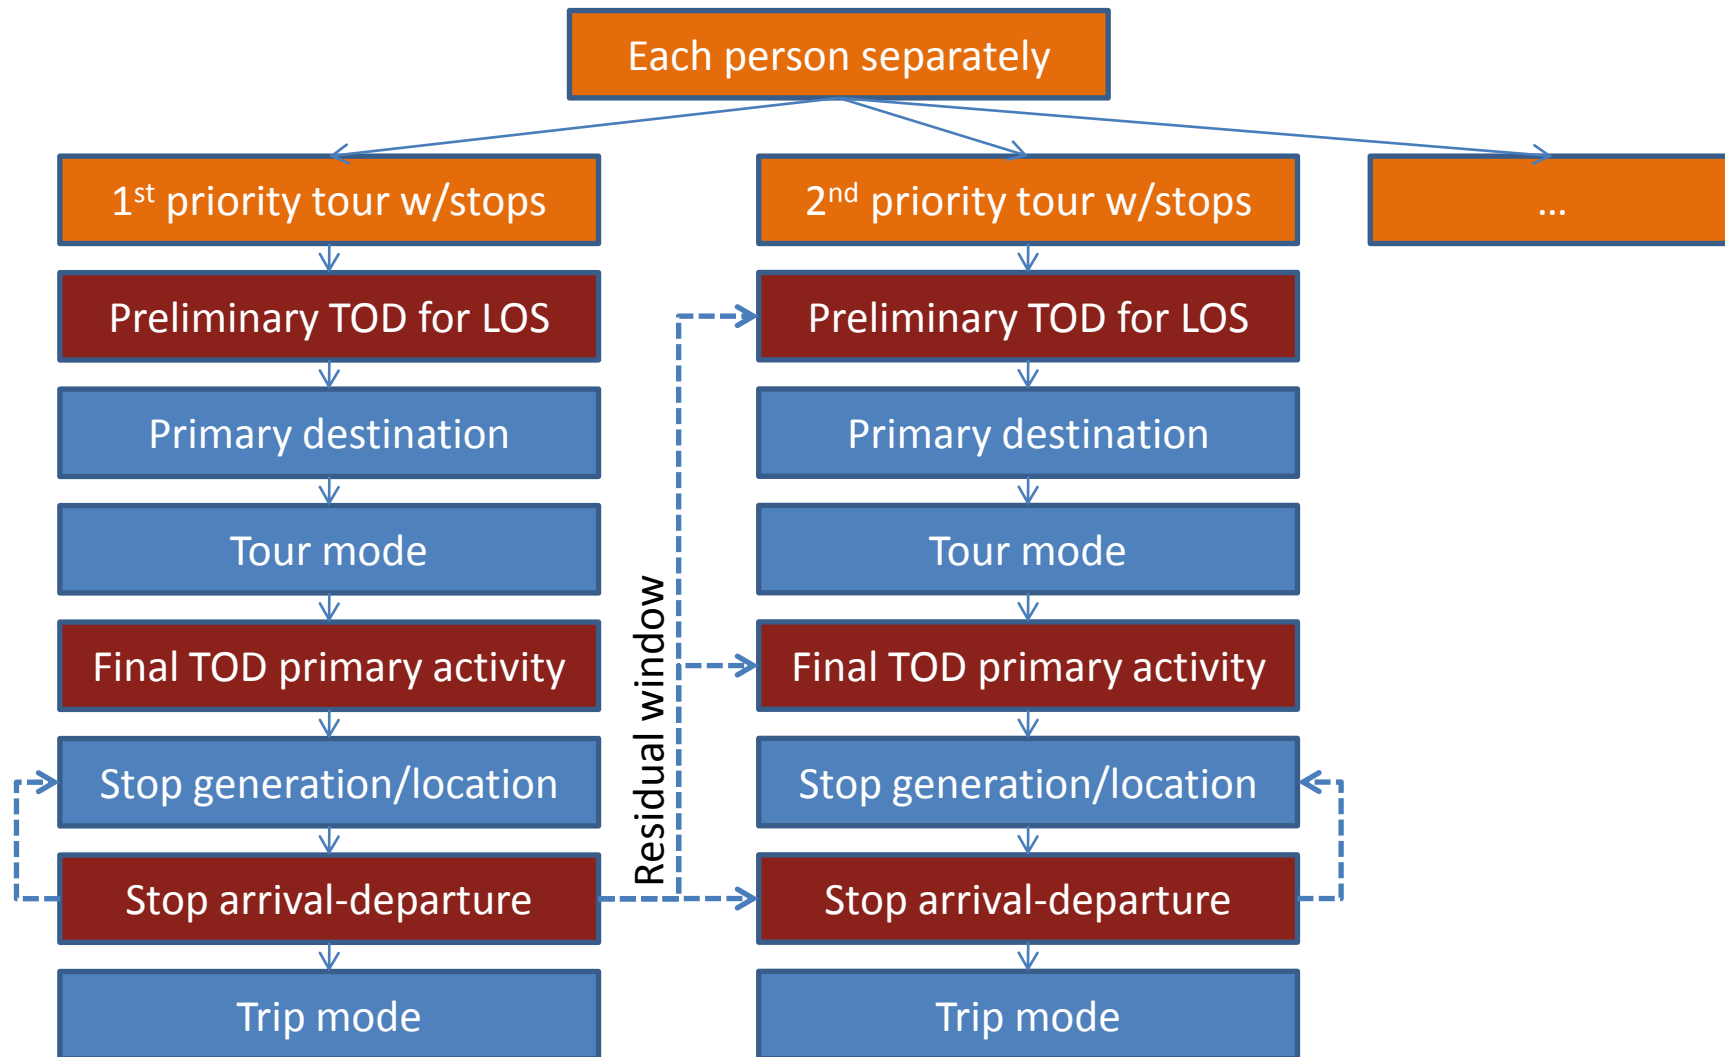 Each person separately
1st priority tour w/stops
2nd priority tour w/stops
...
Preliminary TOD for LOS
Preliminary TOD for LOS
Primary destination
Primary destination
Tour mode
Tour mode
Residual window
Final TOD primary activity
Final TOD primary activity
Stop generation/location
Stop generation/location
Stop arrival-departure
Stop arrival-departure
Trip mode
Trip mode